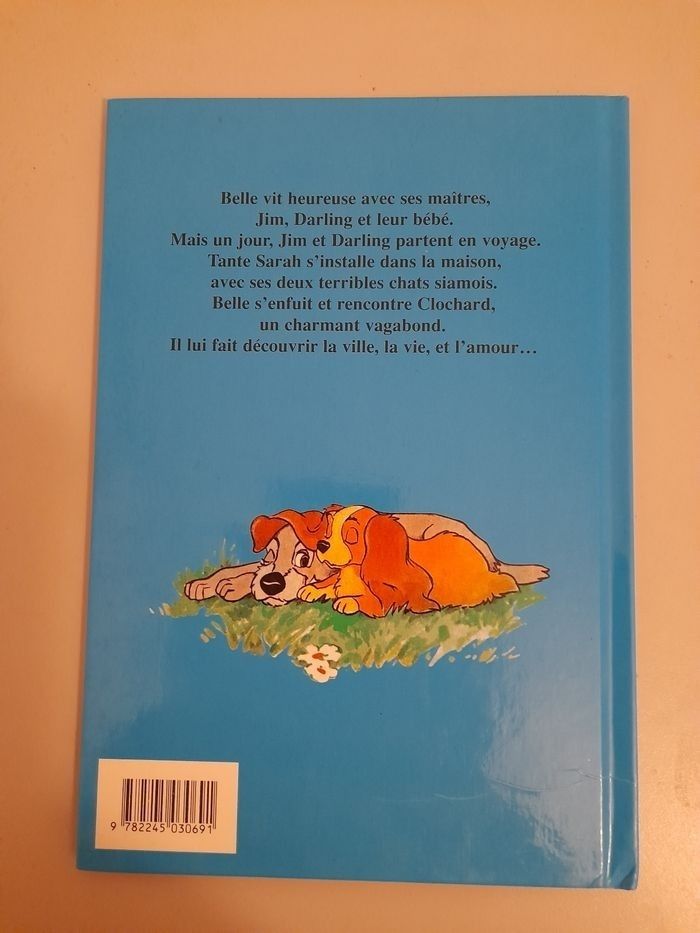 Belle vit heureuse avec ses maîtres,
Jim, Darling et leur bébé.
Mais un jour, Jim et Darling partent en voyage.
Tante Sarah s'installe dans la maison,
avec ses deux terribles chats siamois.
Belle s'enfuit et rencontre Clochard,
un charmant vagabond.
Il lui fait découvrir la ville, la vie, et l'amour…
9 782245 030691